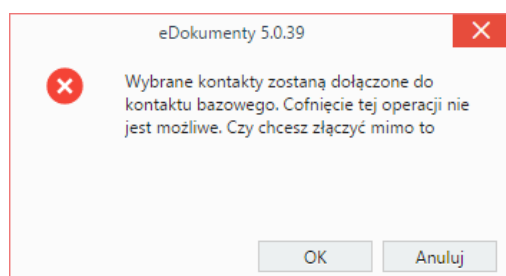 eDokumenty 5.0.39
Wybrane kontakty zostaną dołączone do
kontaktu bazowego. Cofnięcie tej operacji nie
jest możliwe. Czy chcesz złączyć mimo to
OK
Anuluj